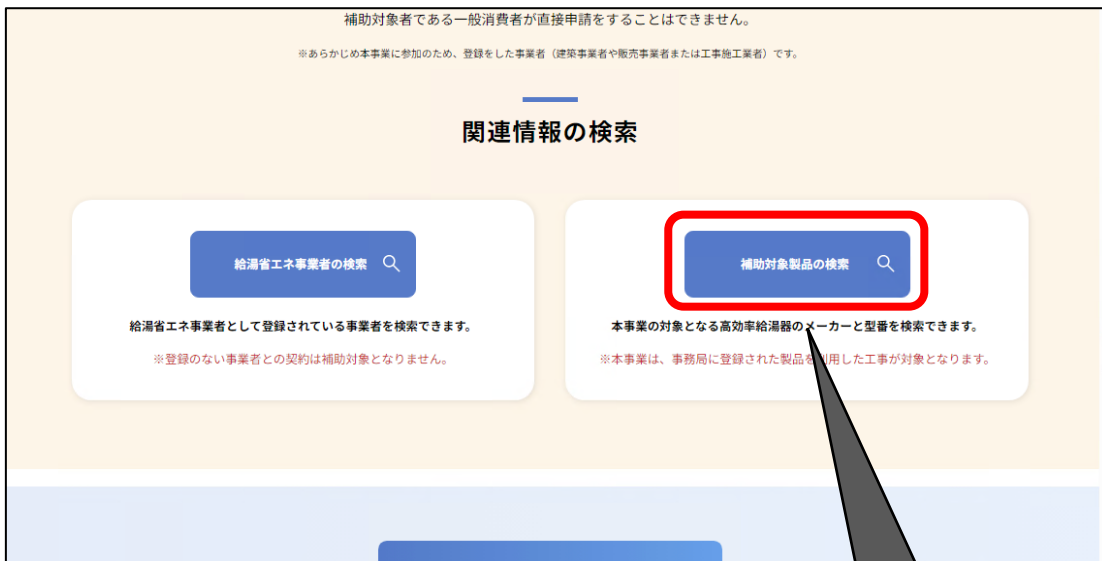 補助対象者である一般消費者が直接申請をすることはできません。
※あらかじめ本事業に参加のため、登録をした事業者（建築事業者や販売事業者または工事施工業者）です。
関連情報の検索
給湯省エネ事業者の検索
給湯省エネ事業者として登録されている事業者を検索できます。
※登録のない事業者との契約は補助対象となりません。
補助対象製品の検索
本事業の対象となる高効率給湯器のメーカーと型番を検索できます。
※本事業は、事務局に登録された製品を利用した工事が対象となります。